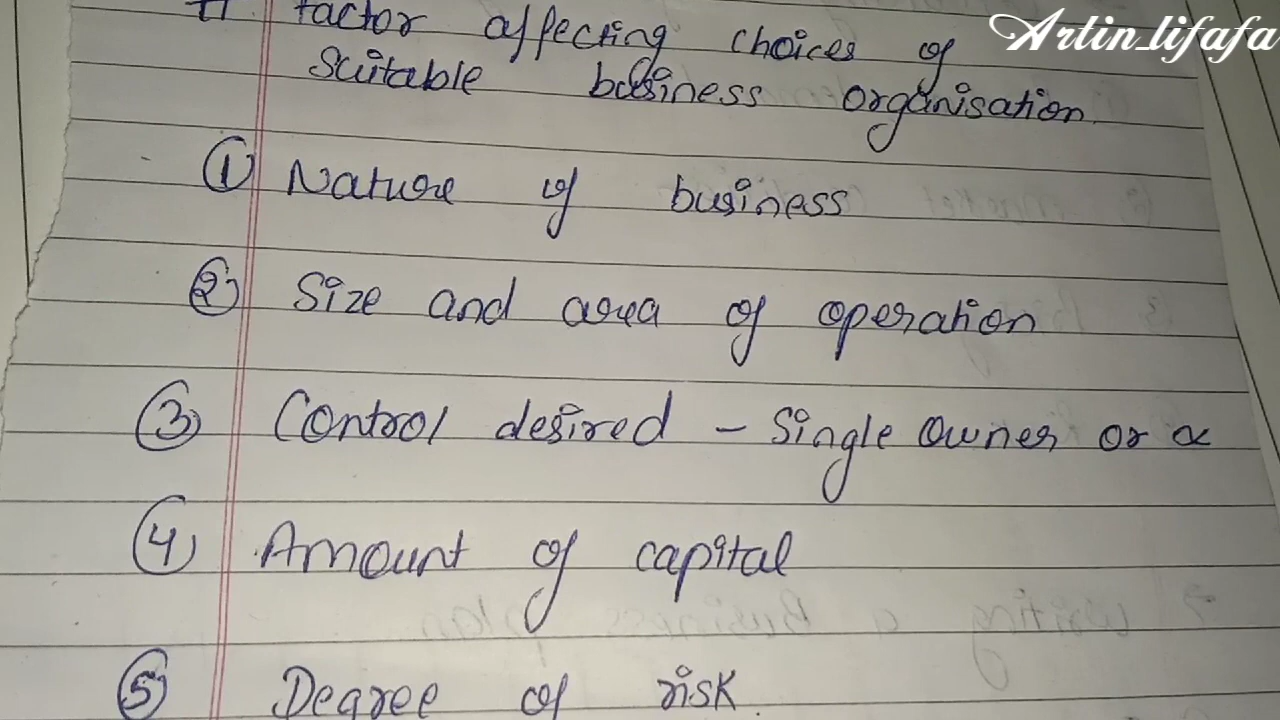 Artin_lifafa
factor affecting choices of
Suitable business organisation.
① Nature of business
② Size and area of operation
③ Control desired - Single owner or
④ Amount of capital
⑤ Degree of risk.